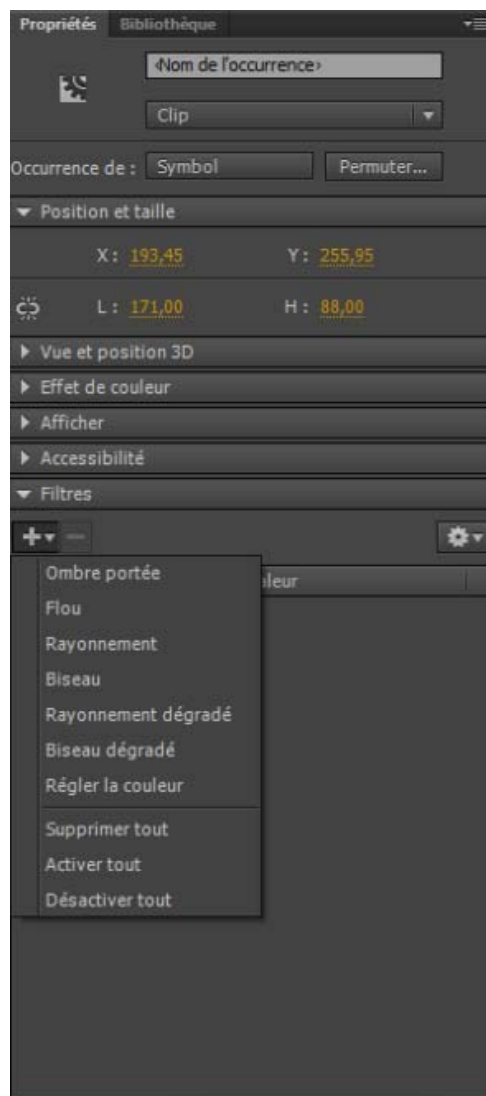 Propriétés Bibliothèque
‹Nom de l'occurrence›
Clip
Occurrence de : Symbol Permuter...
Position et taille
X : 193,45 Y : 255,95
L : 171,00 H : 88,00
Vue et position 3D
Effet de couleur
Afficher
Accessibilité
Filtres
leur
Ombre portée
Flou
Rayonnement
Biseau
Rayonnement dégradé
Biseau dégradé
Régler la couleur
Supprimer tout
Activer tout
Désactiver tout